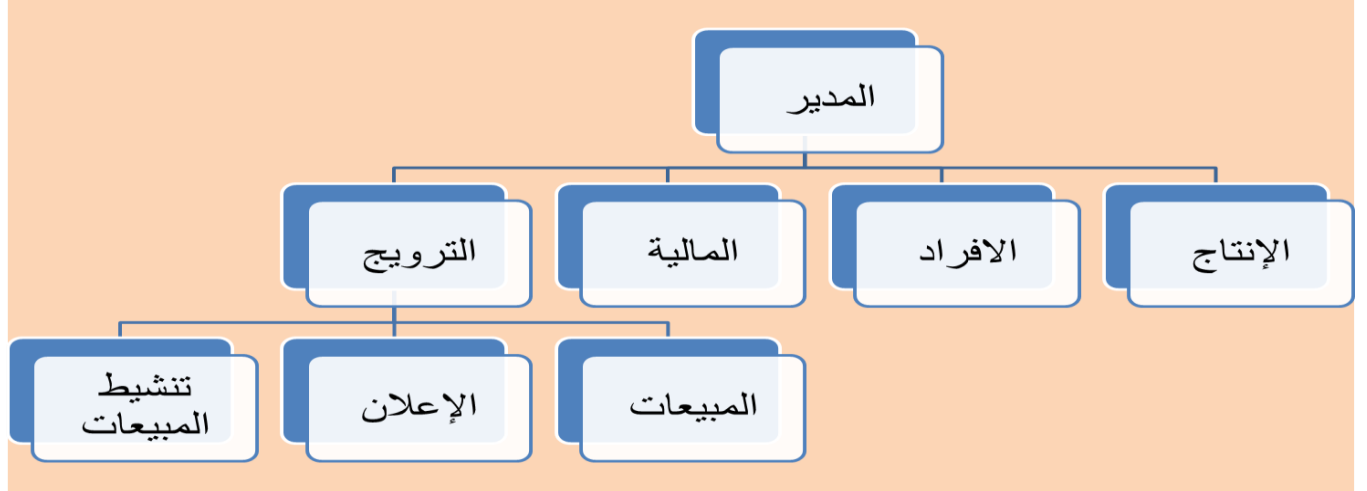 المدير
الإنتاج
الافراد
المالية
الترويج
المبيعات
الإعلان
تنشيط
المبيعات